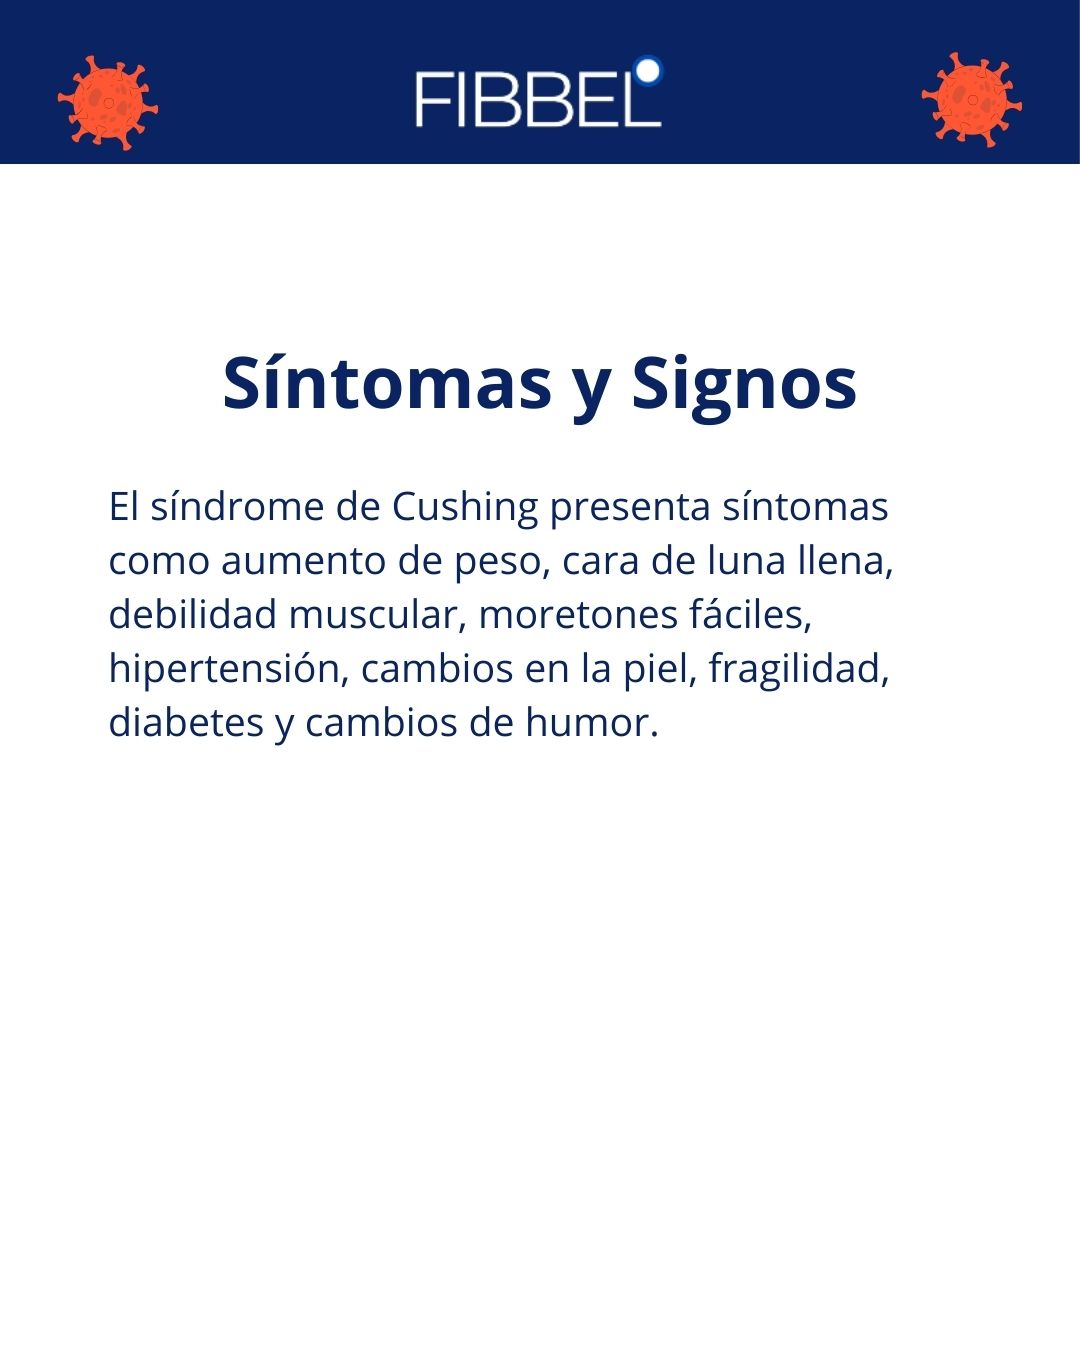 FIBBEL
Síntomas y Signos
El síndrome de Cushing presenta síntomas
como aumento de peso, cara de luna llena,
debilidad muscular, moretones fáciles,
hipertensión, cambios en la piel, fragilidad,
diabetes y cambios de humor.